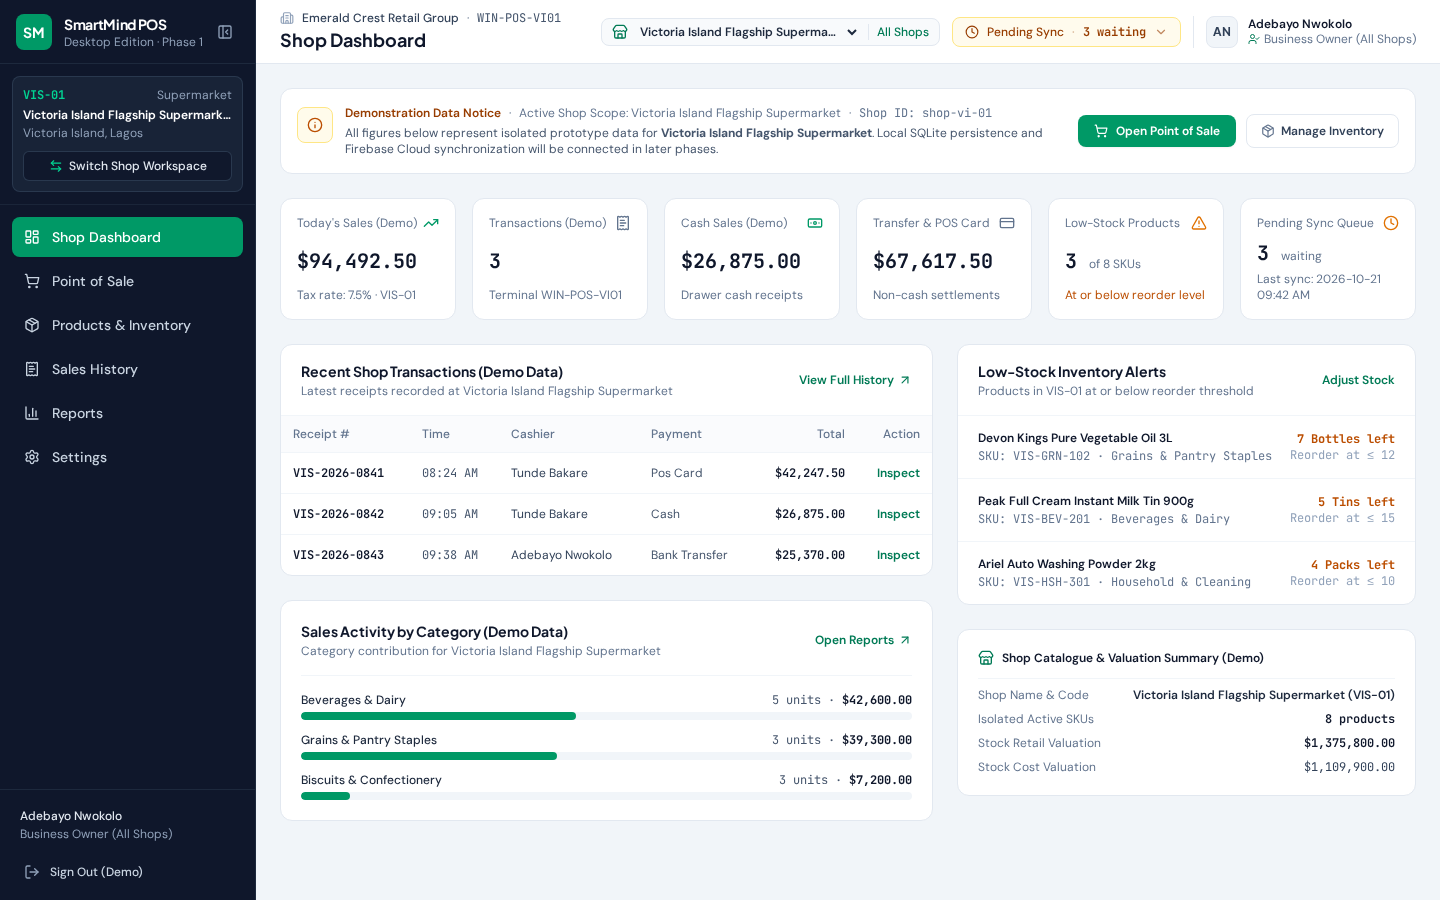 SM
SmartMind POS
Desktop Edition · Phase 1
VIS-01 Supermarket
Victoria Island Flagship Supermark...
Victoria Island, Lagos
Switch Shop Workspace
Shop Dashboard
Point of Sale
Products & Inventory
Sales History
Reports
Settings
Adebayo Nwokolo
Business Owner (All Shops)
Sign Out (Demo)
Emerald Crest Retail Group · WIN-POS-VI01
Shop Dashboard
Victoria Island Flagship Superma... All Shops
Pending Sync · 3 waiting
AN
Adebayo Nwokolo
Business Owner (All Shops)
Demonstration Data Notice · Active Shop Scope: Victoria Island Flagship Supermarket · Shop ID: shop-vi-01
All figures below represent isolated prototype data for Victoria Island Flagship Supermarket. Local SQLite persistence and
Firebase Cloud synchronization will be connected in later phases.
Open Point of Sale
Manage Inventory
Today's Sales (Demo)
$94,492.50
Tax rate: 7.5% · VIS-01
Transactions (Demo)
3
Terminal WIN-POS-VI01
Cash Sales (Demo)
$26,875.00
Drawer cash receipts
Transfer & POS Card
$67,617.50
Non-cash settlements
Low-Stock Products
3 of 8 SKUs
At or below reorder level
Pending Sync Queue
3 waiting
Last sync: 2026-10-21
09:42 AM
Recent Shop Transactions (Demo Data)
Latest receipts recorded at Victoria Island Flagship Supermarket
View Full History
Receipt # Time Cashier Payment Total Action
VIS-2026-0841 08:24 AM Tunde Bakare Pos Card $42,247.50 Inspect
VIS-2026-0842 09:05 AM Tunde Bakare Cash $26,875.00 Inspect
VIS-2026-0843 09:38 AM Adebayo Nwokolo Bank Transfer $25,370.00 Inspect
Sales Activity by Category (Demo Data)
Category contribution for Victoria Island Flagship Supermarket
Open Reports
Beverages & Dairy 5 units · $42,600.00
Grains & Pantry Staples 3 units · $39,300.00
Biscuits & Confectionery 3 units · $7,200.00
Low-Stock Inventory Alerts
Products in VIS-01 at or below reorder threshold
Adjust Stock
Devon Kings Pure Vegetable Oil 3L 7 Bottles left
SKU: VIS-GRN-102 · Grains & Pantry Staples Reorder at ≤ 12
Peak Full Cream Instant Milk Tin 900g 5 Tins left
SKU: VIS-BEV-201 · Beverages & Dairy Reorder at ≤ 15
Ariel Auto Washing Powder 2kg 4 Packs left
SKU: VIS-HSH-301 · Household & Cleaning Reorder at ≤ 10
Shop Catalogue & Valuation Summary (Demo)
Shop Name & Code Victoria Island Flagship Supermarket (VIS-01)
Isolated Active SKUs 8 products
Stock Retail Valuation $1,375,800.00
Stock Cost Valuation $1,109,900.00